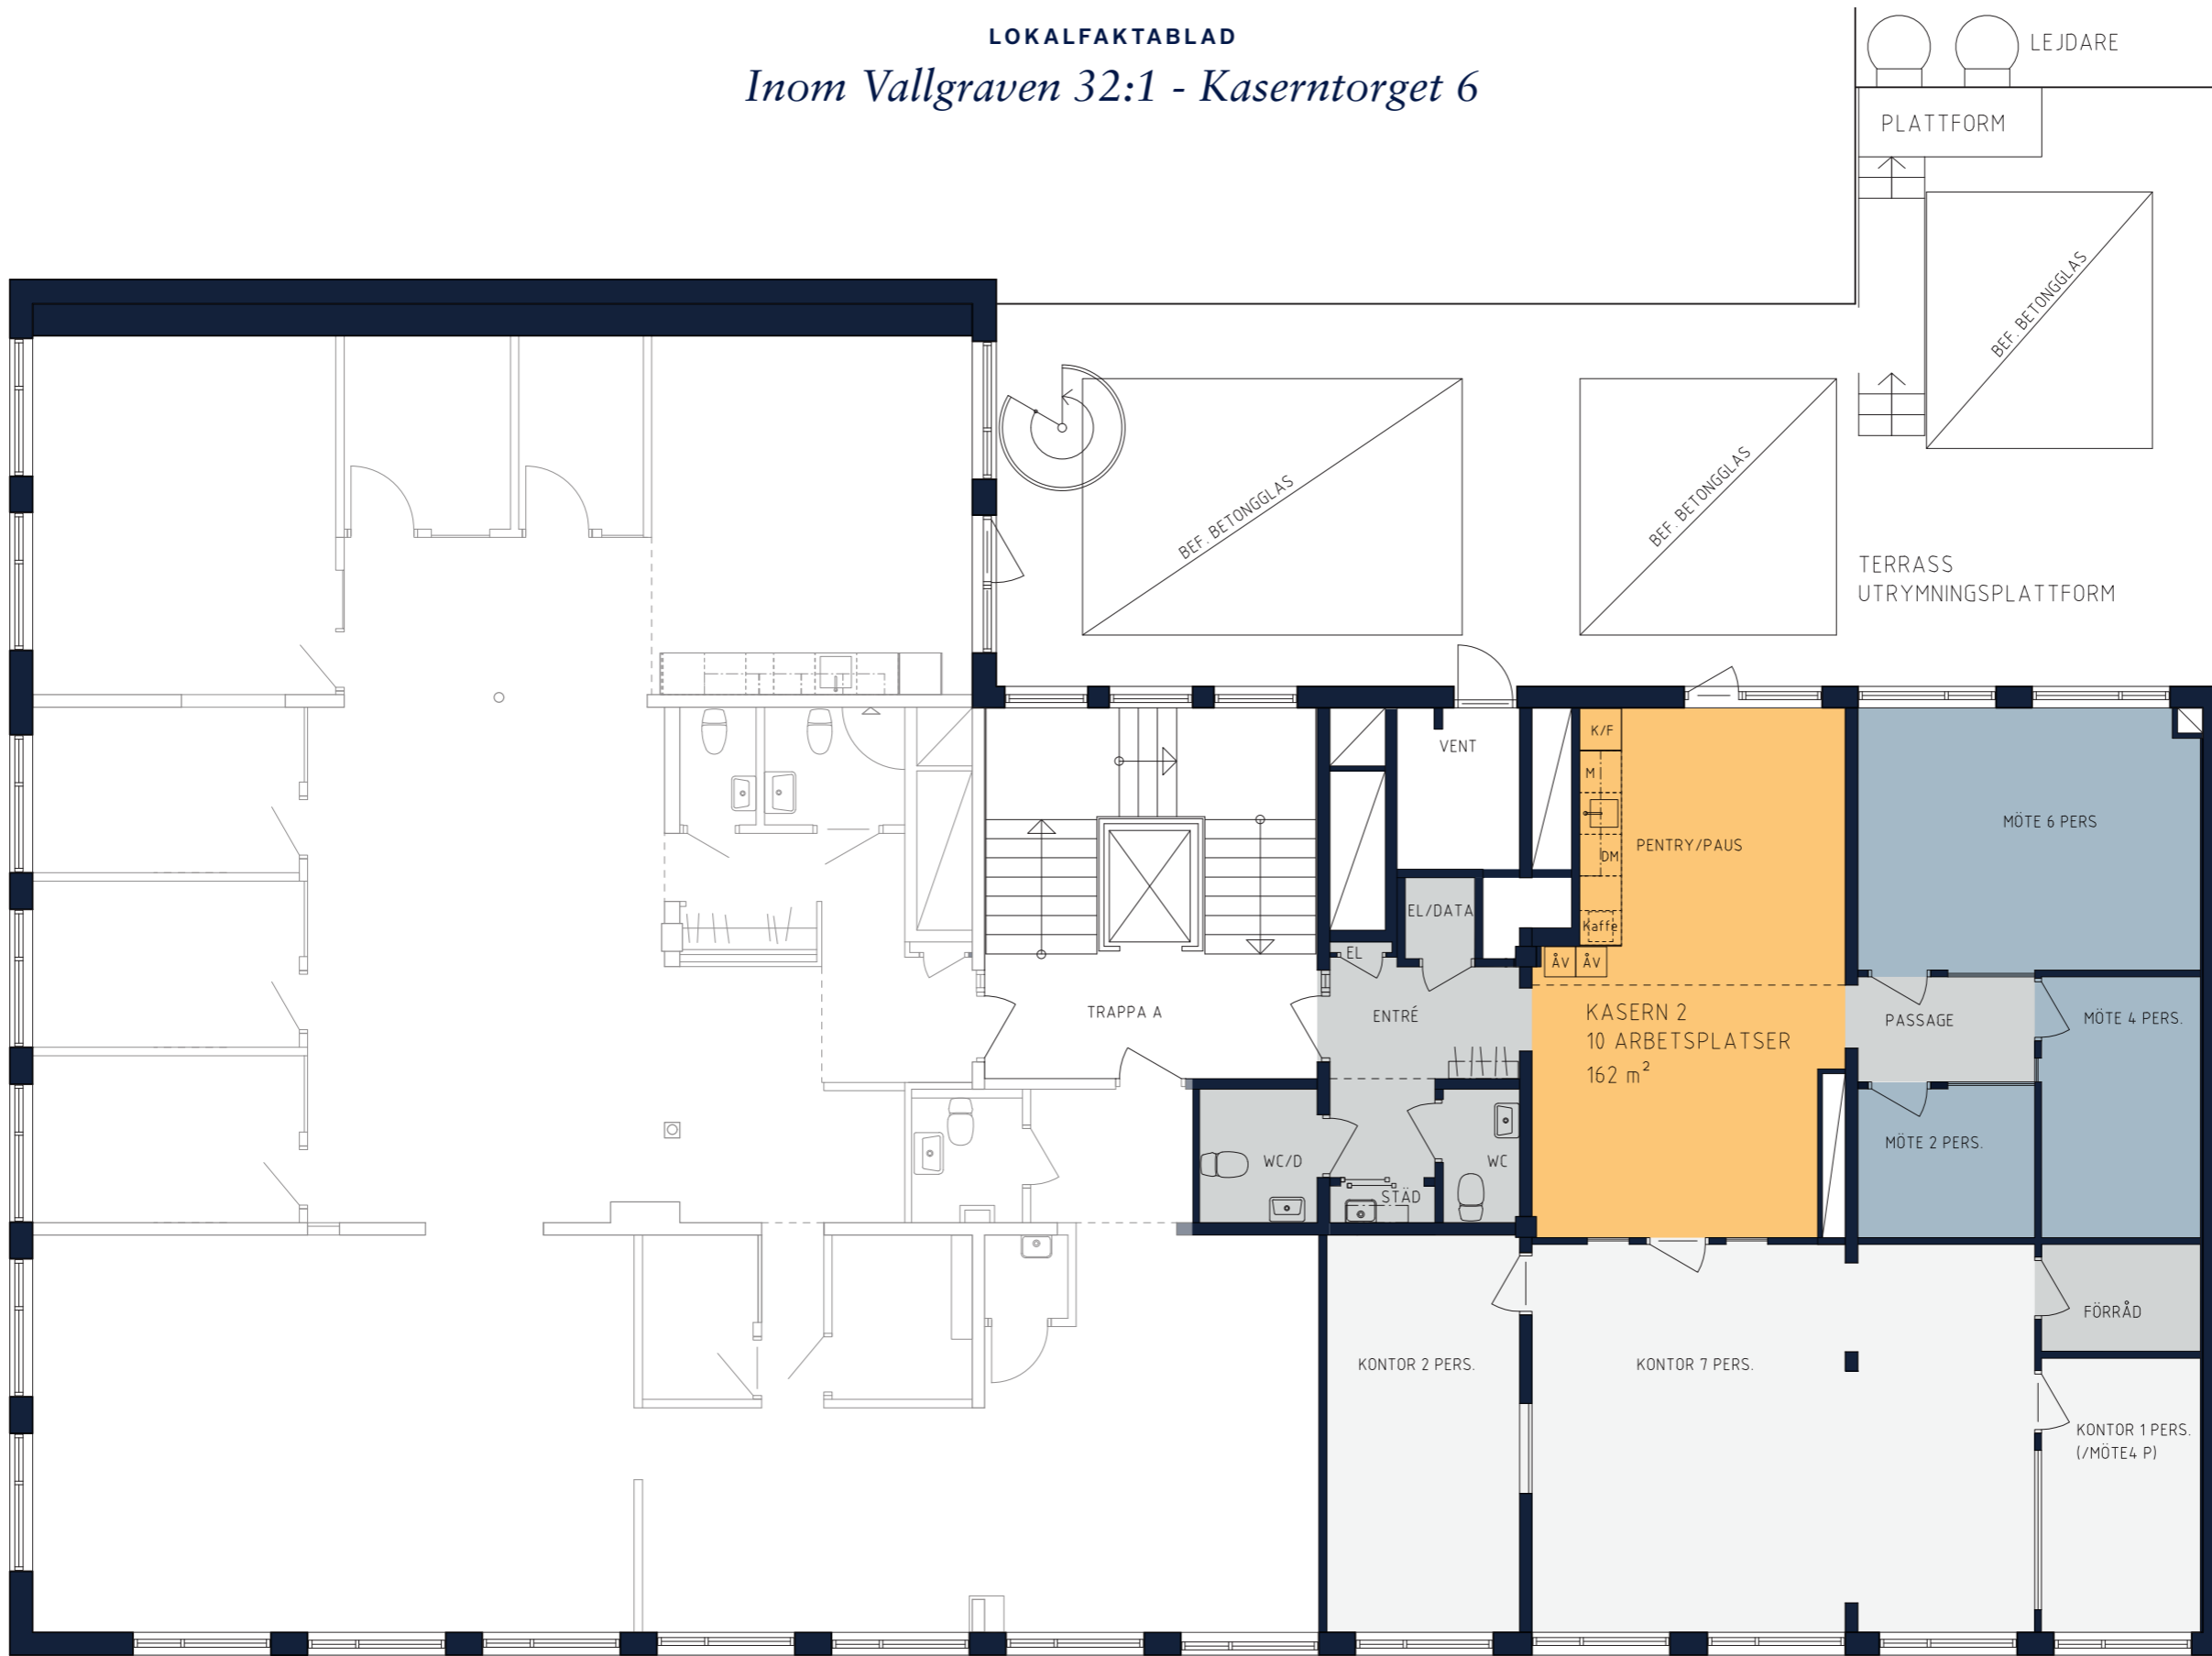 LOKALFAKTABLAD
Inom Vallgraven 32:1 - Kaserntorget 6
LEJDARE
PLATTFORM
BEF. BETONGGLAS
BEF. BETONGGLAS
BEF. BETONGGLAS
TERRASS
UTRYMNINGSPLATTFORM
K/F
VENT
M
MÖTE 6 PERS
PENTRY/PAUS
DM
EL/DATA
Kaffe
EL
ÅV ÅV
TRAPPA A
ENTRÉ
KASERN 2
10 ARBETSPLATSER
162 m²
PASSAGE
MÖTE 4 PERS.
MÖTE 2 PERS.
WC/D
WC
STÄD
FÖRRÅD
KONTOR 2 PERS.
KONTOR 7 PERS.
KONTOR 1 PERS.
(/MÖTE4 P)